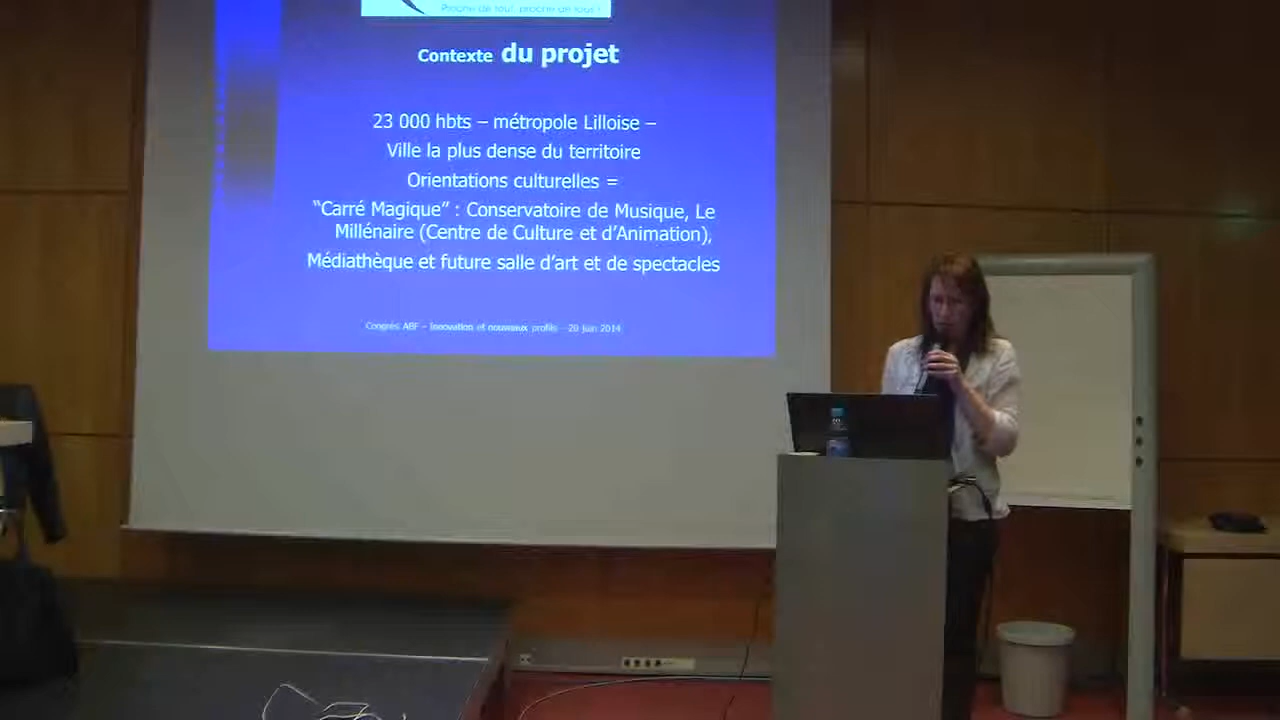 Proche de tout, proche de tous !
Contexte du projet
23 000 hbts – métropole Lilloise –
Ville la plus dense du territoire
Orientations culturelles =
“Carré Magique” : Conservatoire de Musique, Le
Millénaire (Centre de Culture et d’Animation),
Médiathèque et future salle d’art et de spectacles
Congrès ABF – Innovation et nouveaux profils – 20 juin 2014